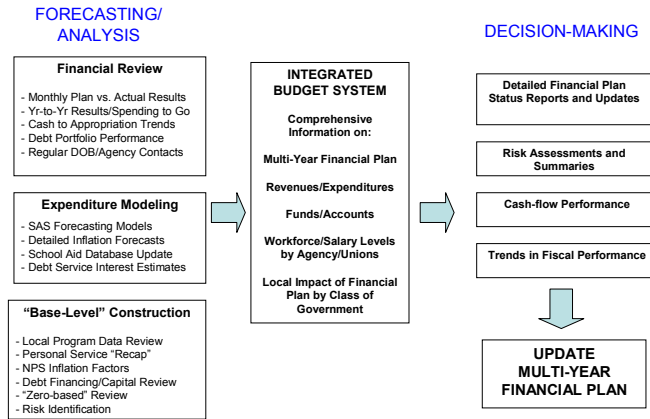 FORECASTING/
ANALYSIS
Financial Review
- Monthly Plan vs. Actual Results
- Yr-to-Yr Results/Spending to Go
- Cash to Appropriation Trends
- Debt Portfolio Performance
- Regular DOB/Agency Contacts
Expenditure Modeling
- SAS Forecasting Models
- Detailed Inflation Forecasts
- School Aid Database Update
- Debt Service Interest Estimates
“Base-Level” Construction
- Local Program Data Review
- Personal Service “Recap”
- NPS Inflation Factors
- Debt Financing/Capital Review
- “Zero-based” Review
- Risk Identification
INTEGRATED
BUDGET SYSTEM
Comprehensive
Information on:
Multi-Year Financial Plan
Revenues/Expenditures
Funds/Accounts
Workforce/Salary Levels
by Agency/Unions
Local Impact of Financial
Plan by Class of
Government
DECISION-MAKING
Detailed Financial Plan
Status Reports and Updates
Risk Assessments and
Summaries
Cash-flow Performance
Trends in Fiscal Performance
UPDATE
MULTI-YEAR
FINANCIAL PLAN